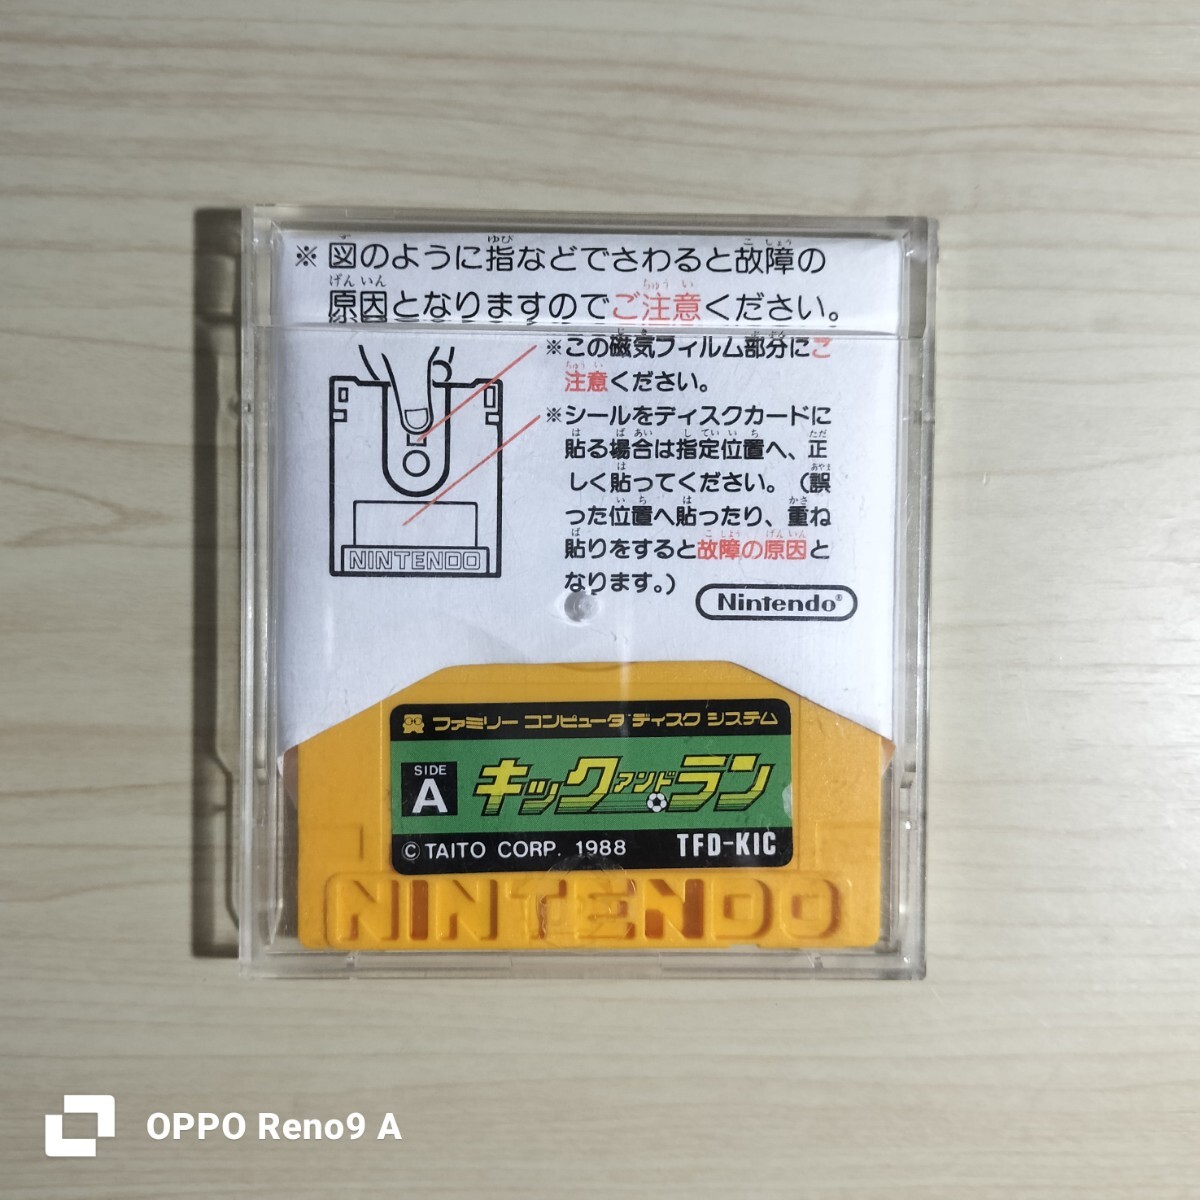 ※図のように指などでさわると故障の
原因となりますのでご注意ください。
※この磁気フィルム部分にご
注意ください。
※シールをディスクカードに
貼る場合は指定位置へ、正
しく貼ってください。（誤
った位置へ貼ったり、重ね
貼りをすると故障の原因と
なります。）
NINTENDO
Nintendo®
ファミリーコンピュータ ディスクシステム
SIDE
A
キックアンドラン
© TAITO CORP. 1988 TFD-KIC
NINTENDO
OPPO Reno9 A